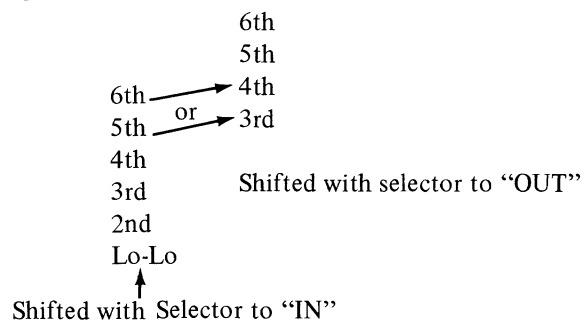 6th
5th
6th 4th
or
5th 3rd
4th
3rd
Shifted with selector to “OUT”
2nd
Lo-Lo
Shifted with Selector to “IN”